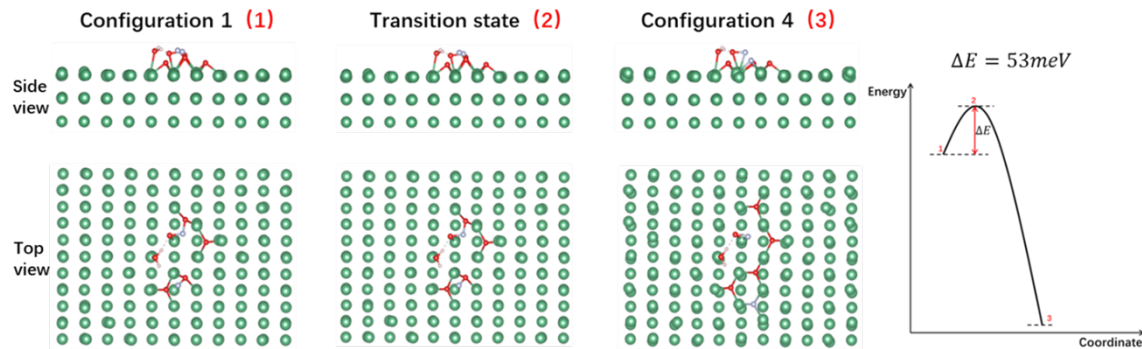 Configuration 1 (1)
Transition state (2)
Configuration 4 (3)
Side
view
Top
view
ΔE = 53meV
Energy
2
1
ΔE
3
Coordinate